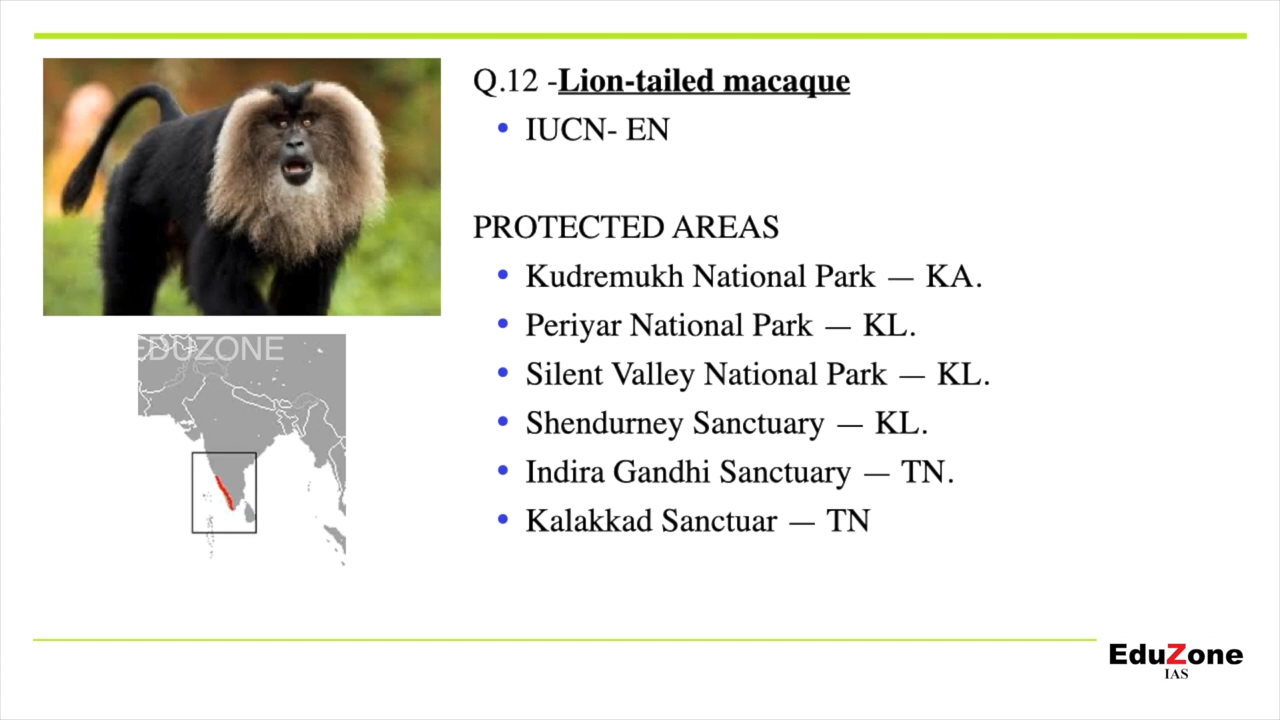 Q.12 -Lion-tailed macaque
• IUCN- EN
PROTECTED AREAS
• Kudremukh National Park — KA.
• Periyar National Park — KL.
• Silent Valley National Park — KL.
• Shendurney Sanctuary — KL.
• Indira Gandhi Sanctuary — TN.
• Kalakkad Sanctuar — TN
EDUZONE
EduZone
IAS